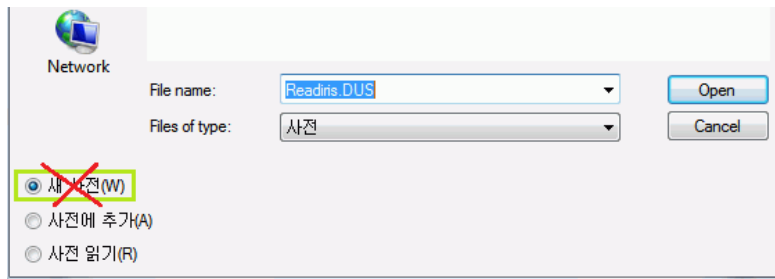 Network
File name: Readiris.DUS Open
Files of type: 사전 Cancel
새 사전(W)
사전에 추가(A)
사전 읽기(R)